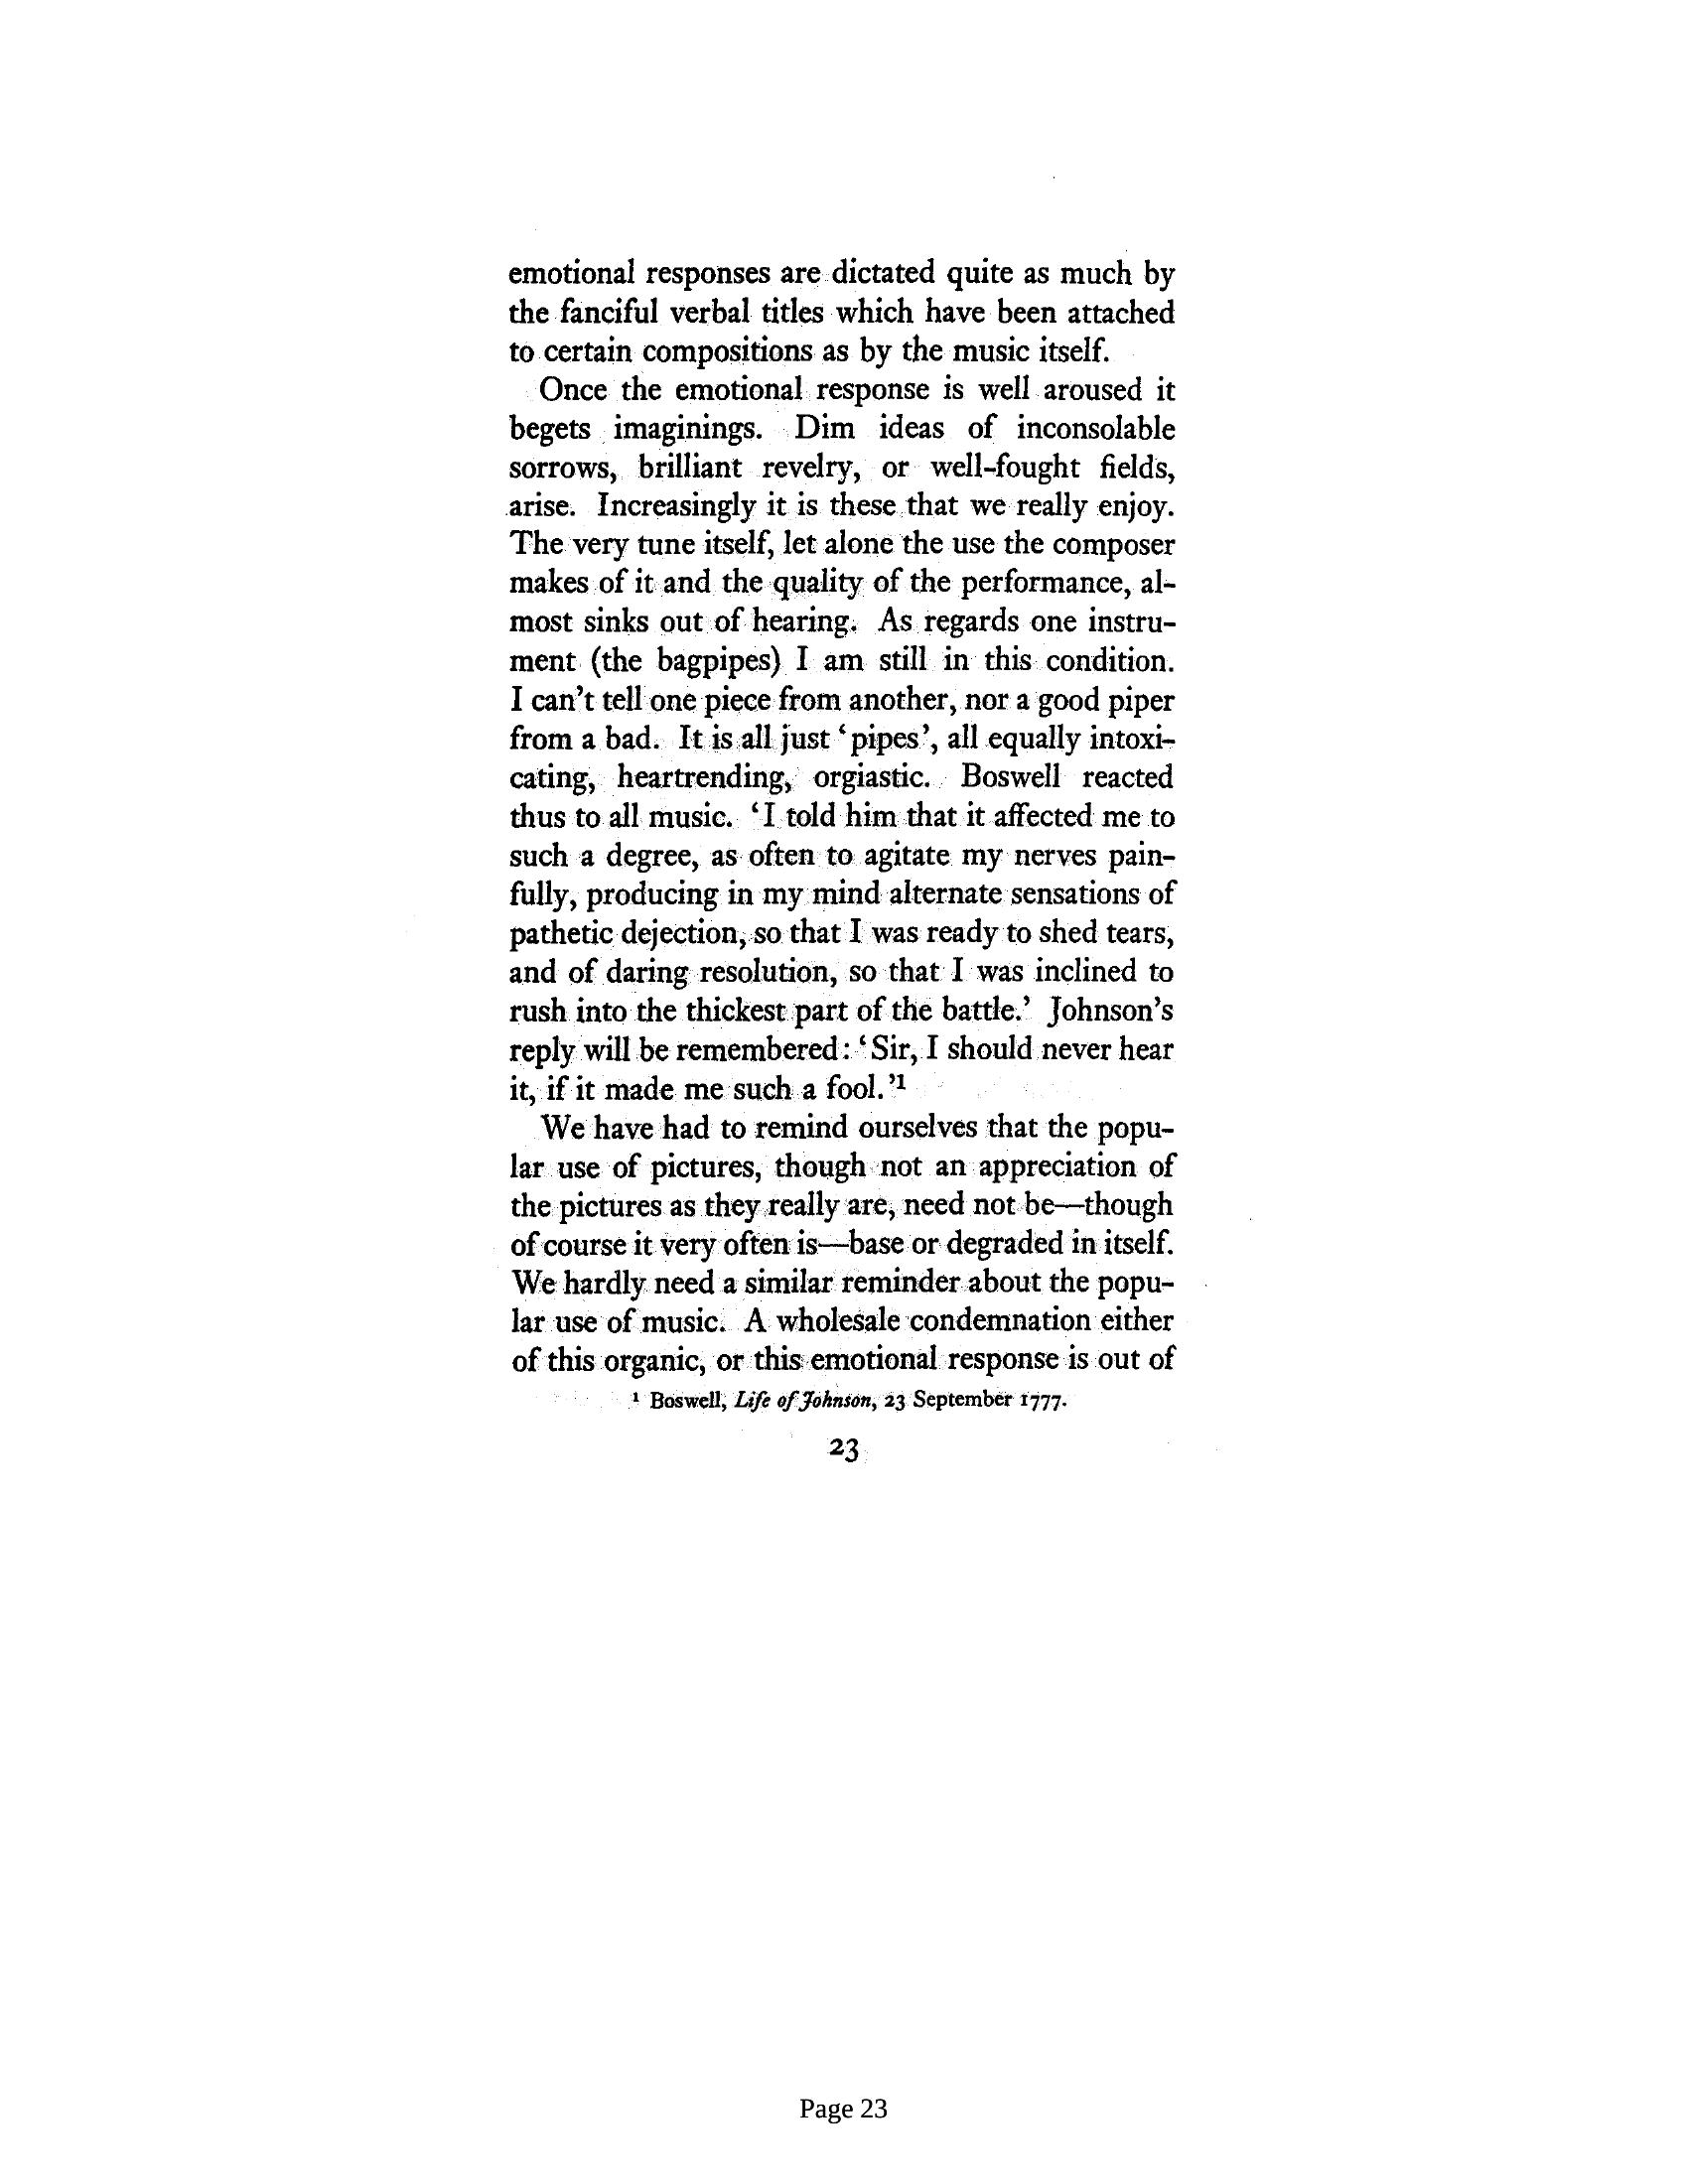 emotional responses are dictated quite as much by
the fanciful verbal titles which have been attached
to certain compositions as by the music itself.
Once the emotional response is well aroused it
begets imaginings. Dim ideas of inconsolable
sorrows, brilliant revelry, or well-fought fields,
arise. Increasingly it is these that we really enjoy.
The very tune itself, let alone the use the composer
makes of it and the quality of the performance, al-
most sinks out of hearing. As regards one instru-
ment (the bagpipes) I am still in this condition.
I can't tell one piece from another, nor a good piper
from a bad. It is all just ‘pipes’, all equally intoxi-
cating, heartrending, orgiastic. Boswell reacted
thus to all music. ‘I told him that it affected me to
such a degree, as often to agitate my nerves pain-
fully, producing in my mind alternate sensations of
pathetic dejection, so that I was ready to shed tears,
and of daring resolution, so that I was inclined to
rush into the thickest part of the battle.’ Johnson's
reply will be remembered: ‘Sir, I should never hear
it, if it made me such a fool.’¹
We have had to remind ourselves that the popu-
lar use of pictures, though not an appreciation of
the pictures as they really are, need not be—though
of course it very often is—base or degraded in itself.
We hardly need a similar reminder about the popu-
lar use of music. A wholesale condemnation either
of this organic, or this emotional response is out of
¹ Boswell, Life of Johnson, 23 September 1777.
23
Page 23